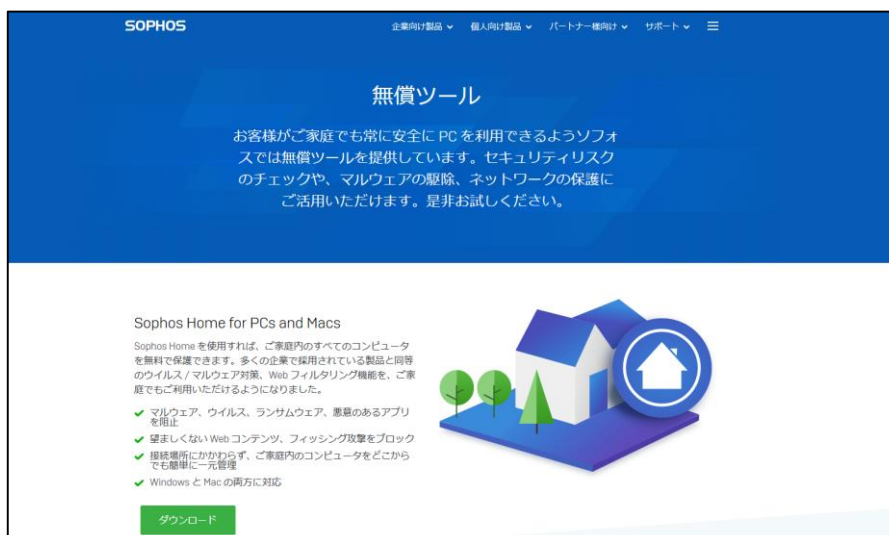 SOPHOS 企業向け製品 個人向け製品 パートナー様向け サポート
無償ツール
お客様がご家庭でも常に安全に PC を利用できるようソフォ
スでは無償ツールを提供しています。セキュリティリスク
のチェックや、マルウェアの駆除、ネットワークの保護に
ご活用いただけます。是非お試しください。
Sophos Home for PCs and Macs
Sophos Home を使用すれば、ご家庭内のすべてのコンピュータ
を無料で保護できます。多くの企業で採用されている製品と同等
のウイルス / マルウェア対策、Web フィルタリング機能を、ご家
庭でもご利用いただけるようになりました。
マルウェア、ウイルス、ランサムウェア、悪意のあるアプリ
を阻止
望ましくない Web コンテンツ、フィッシング攻撃をブロック
接続場所にかかわらず、ご家庭内のコンピュータをどこから
でも簡単に一元管理
Windows と Mac の両方に対応
ダウンロード